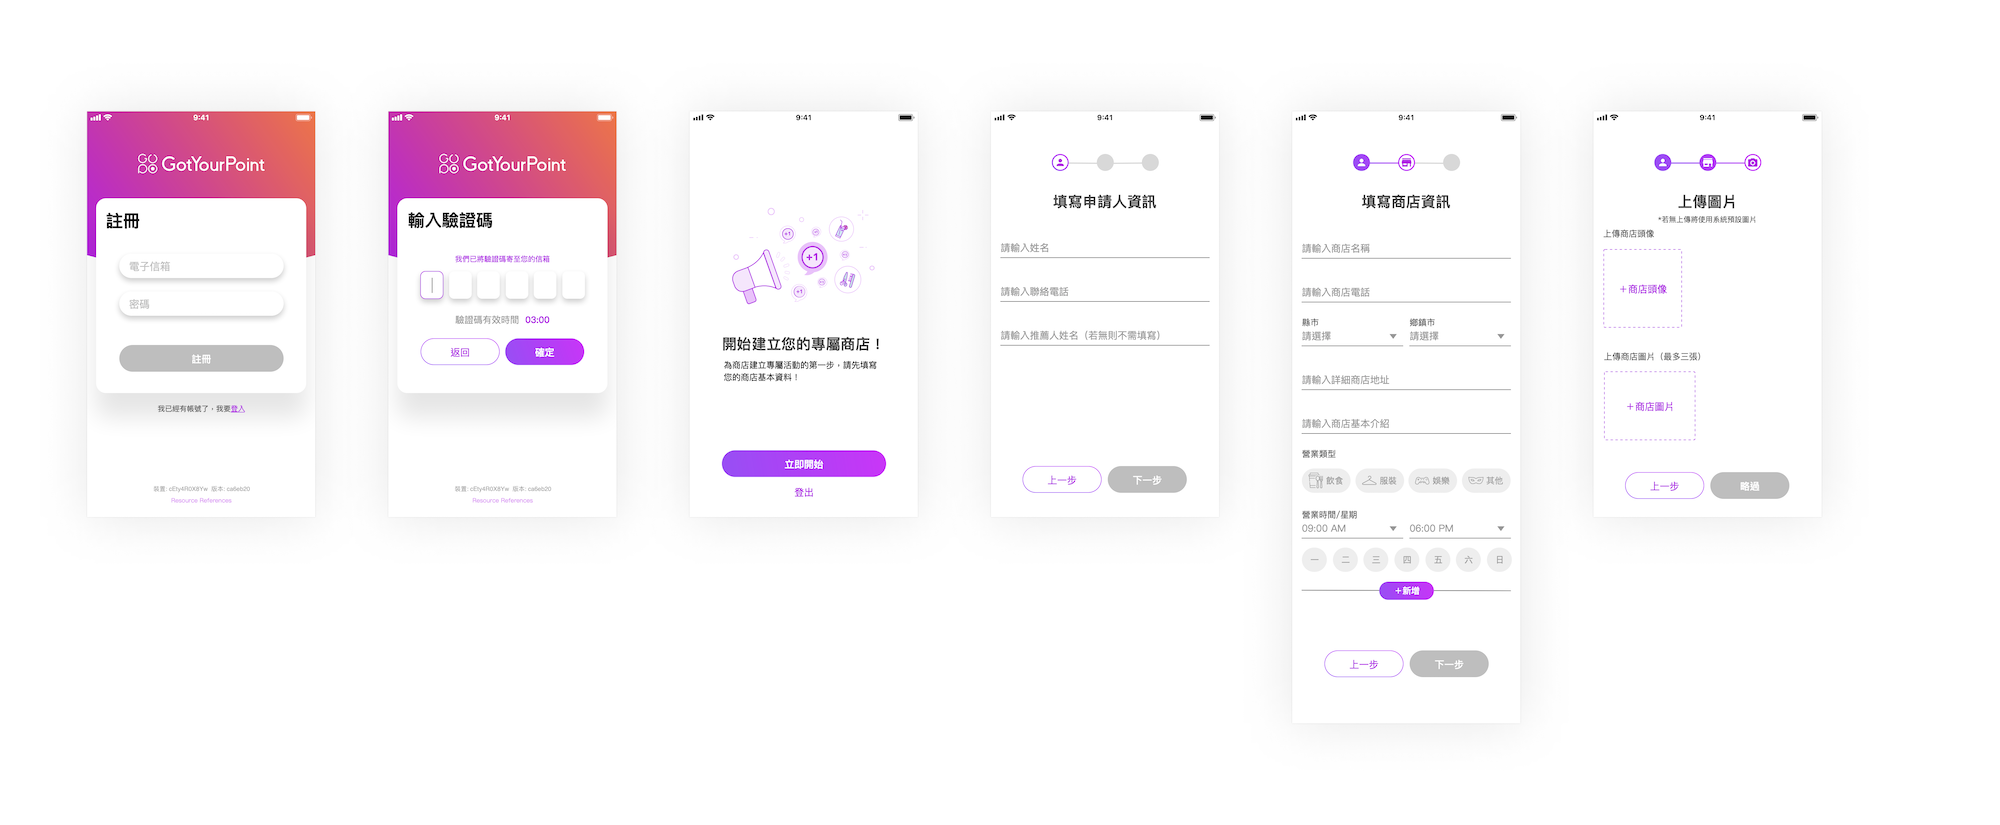 9:41
GUPO GotYourPoint
註冊
電子信箱
密碼
註冊
我已經有帳號了，我要登入
裝置: cEty4R0X8Yw 版本: ca8eb20
Resource References
9:41
GUPO GotYourPoint
輸入驗證碼
我們已將驗證碼寄至您的信箱
驗證碼有效時間 03:00
返回
確定
裝置: cEty4R0X8Yw 版本: ca8eb20
Resource References
9:41
+1
+1
+1
開始建立您的專屬商店！
為商店建立專屬活動的第一步，請先填寫
您的商店基本資料！
立即開始
登出
9:41
填寫申請人資訊
請輸入姓名
請輸入聯絡電話
請輸入推薦人姓名（若無則不需填寫）
上一步
下一步
9:41
填寫商店資訊
請輸入商店名稱
請輸入商店電話
縣市
鄉鎮市
請選擇
請選擇
請輸入詳細商店地址
請輸入商店基本介紹
營業類型
飲食
服裝
娛樂
其他
營業時間/星期
09:00 AM
06:00 PM
一 二 三 四 五 六 日
＋新增
上一步
下一步
9:41
上傳圖片
*若無上傳將使用系統預設圖片
上傳商店頭像
＋商店頭像
上傳商店圖片（最多三張）
＋商店圖片
上一步
略過